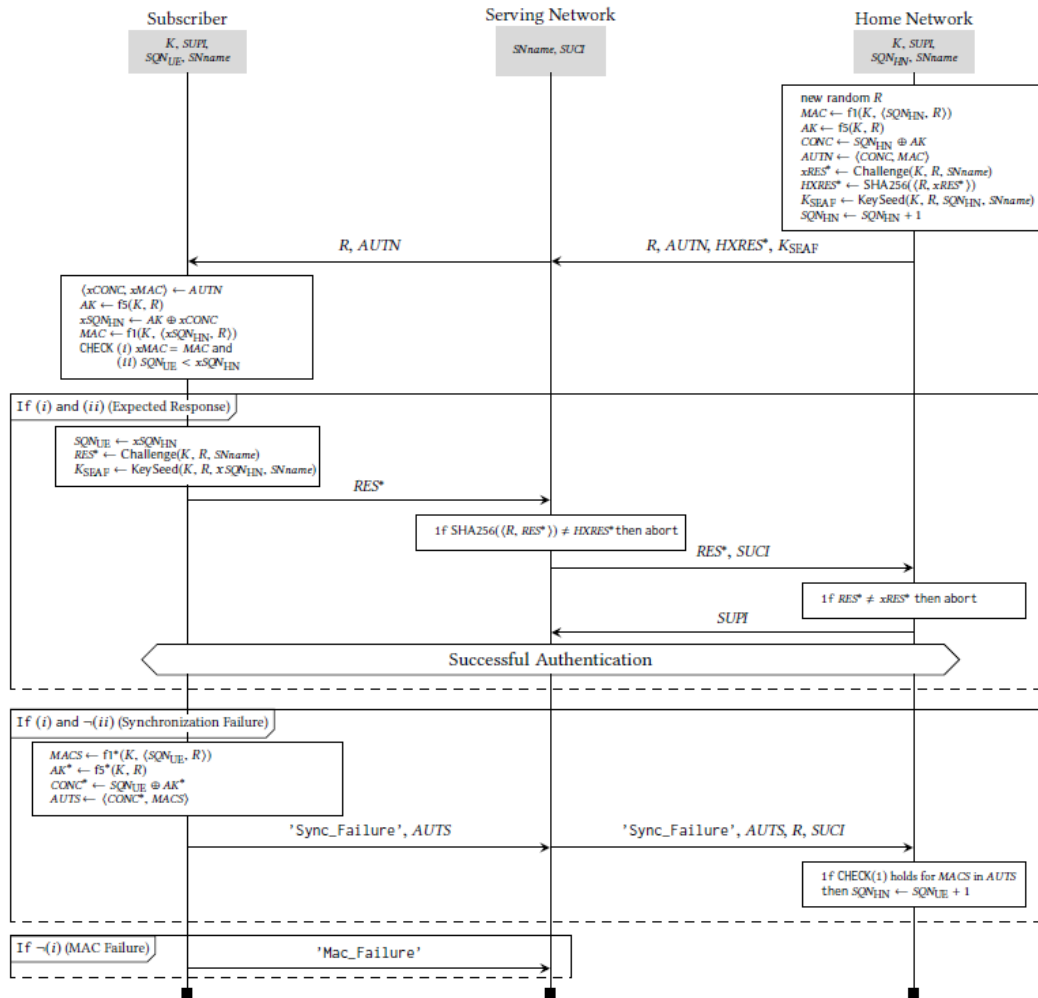 Subscriber
Serving Network
Home Network
K, SUPI,
SQN_UE, SNname
SNname, SUCI
K, SUPI,
SQN_HN, SNname
new random R
MAC ← f1(K, ⟨SQN_HN, R⟩)
AK ← f5(K, R)
CONC ← SQN_HN ⊕ AK
AUTN ← ⟨CONC, MAC⟩
xRES* ← Challenge(K, R, SNname)
HXRES* ← SHA256(⟨R, xRES*⟩)
K_SEAF ← KeySeed(K, R, SQN_HN, SNname)
SQN_HN ← SQN_HN + 1
R, AUTN
R, AUTN, HXRES*, K_SEAF
⟨xCONC, xMAC⟩ ← AUTN
AK ← f5(K, R)
xSQN_HN ← AK ⊕ xCONC
MAC ← f1(K, ⟨xSQN_HN, R⟩)
CHECK (i) xMAC = MAC and
(ii) SQN_UE < xSQN_HN
If (i) and (ii) (Expected Response)
SQN_UE ← xSQN_HN
RES* ← Challenge(K, R, SNname)
K_SEAF ← KeySeed(K, R, xSQN_HN, SNname)
RES*
if SHA256(⟨R, RES*⟩) ≠ HXRES* then abort
RES*, SUCI
if RES* ≠ xRES* then abort
SUPI
Successful Authentication
If (i) and ¬(ii) (Synchronization Failure)
MACS ← f1*(K, ⟨SQN_UE, R⟩)
AK* ← f5*(K, R)
CONC* ← SQN_UE ⊕ AK*
AUTS ← ⟨CONC*, MACS⟩
'Sync_Failure', AUTS
'Sync_Failure', AUTS, R, SUCI
if CHECK(1) holds for MACS in AUTS
then SQN_HN ← SQN_UE + 1
If ¬(i) (MAC Failure)
'Mac_Failure'